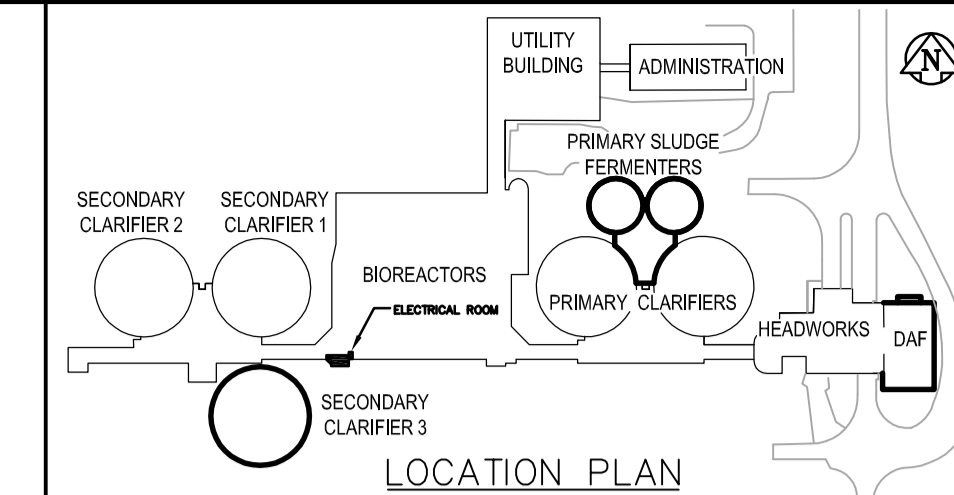 UTILITY
BUILDING
ADMINISTRATION
N
PRIMARY SLUDGE
FERMENTERS
SECONDARY
CLARIFIER 2
SECONDARY
CLARIFIER 1
BIOREACTORS
ELECTRICAL ROOM
PRIMARY CLARIFIERS
HEADWORKS
DAF
SECONDARY
CLARIFIER 3
LOCATION PLAN